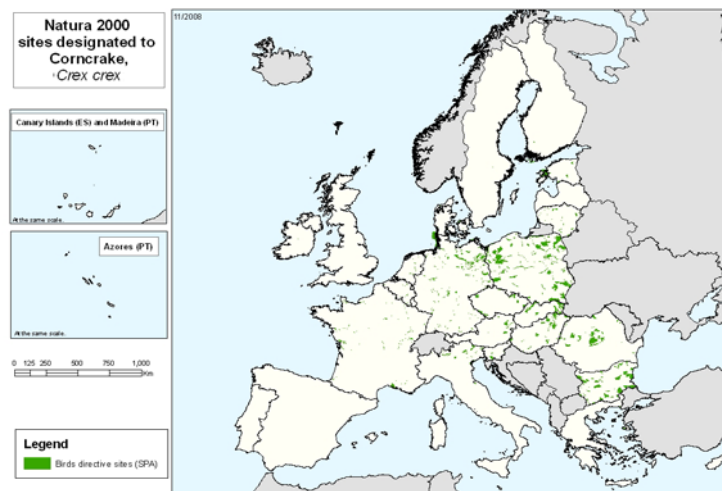 Natura 2000
sites designated to
Corncrake,
Crex crex
11/2008
Canary Islands (ES) and Madeira (PT)
At the same scale.
Azores (PT)
At the same scale.
0 125 250 500 750 1,000
Km
Legend
Birds directive sites (SPA)